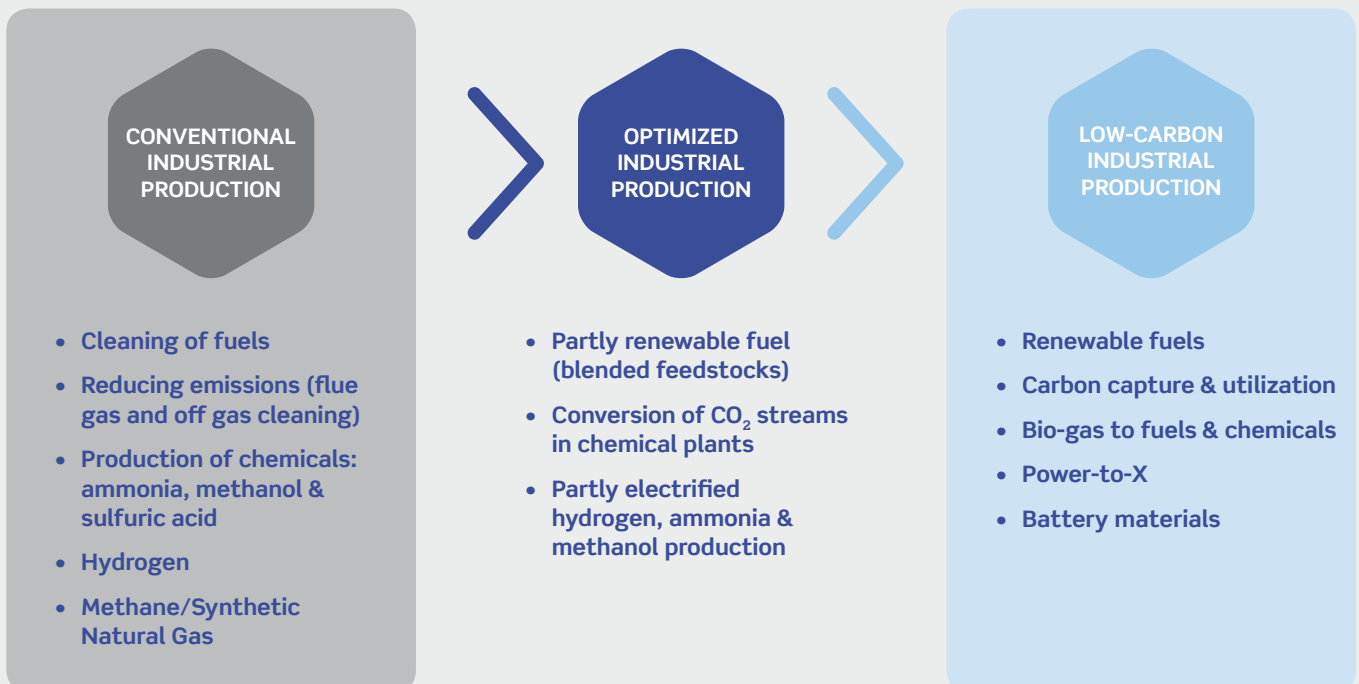 CONVENTIONAL
INDUSTRIAL
PRODUCTION
• Cleaning of fuels
• Reducing emissions (flue
gas and off gas cleaning)
• Production of chemicals:
ammonia, methanol &
sulfuric acid
• Hydrogen
• Methane/Synthetic
Natural Gas
OPTIMIZED
INDUSTRIAL
PRODUCTION
• Partly renewable fuel
(blended feedstocks)
• Conversion of CO₂ streams
in chemical plants
• Partly electrified
hydrogen, ammonia &
methanol production
LOW-CARBON
INDUSTRIAL
PRODUCTION
• Renewable fuels
• Carbon capture & utilization
• Bio-gas to fuels & chemicals
• Power-to-X
• Battery materials